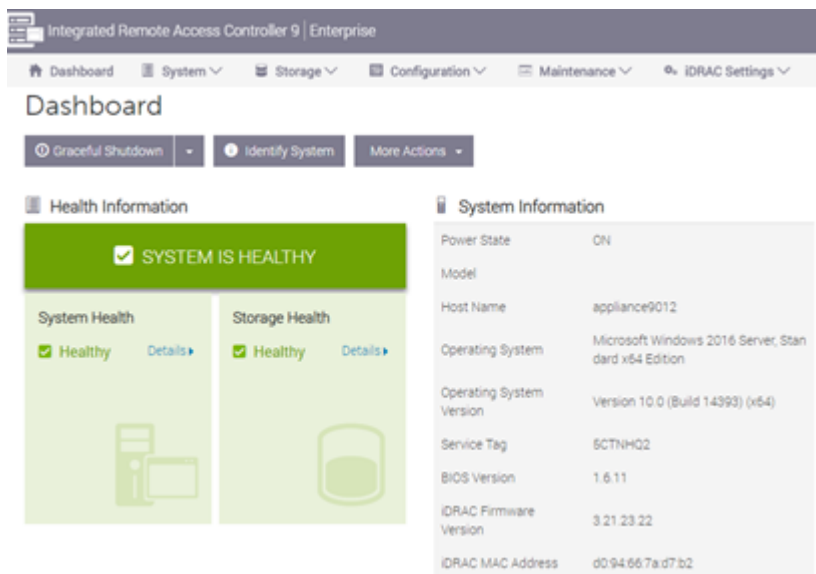 Integrated Remote Access Controller 9 | Enterprise
Dashboard System Storage Configuration Maintenance iDRAC Settings
Dashboard
Graceful Shutdown Identify System More Actions
Health Information
SYSTEM IS HEALTHY
System Health
Healthy Details
Storage Health
Healthy Details
System Information
Power State ON
Model
Host Name appliance9012
Operating System Microsoft Windows 2016 Server, Stan
dard x64 Edition
Operating System
Version Version 10.0 (Build 14393) (x64)
Service Tag 5CTNHQ2
BIOS Version 1.6.11
iDRAC Firmware
Version 3.21.23.22
iDRAC MAC Address d0:94:66:7a:d7:b2